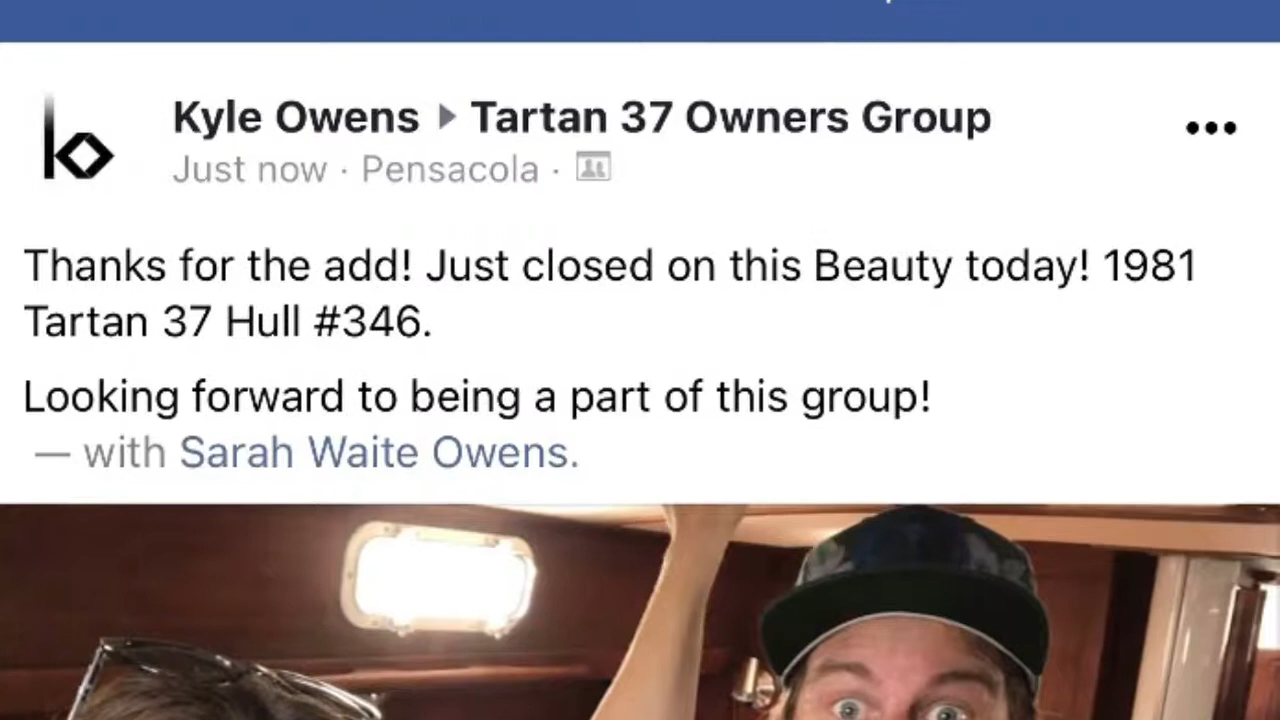 Kyle Owens ▶ Tartan 37 Owners Group
Just now · Pensacola ·
Thanks for the add! Just closed on this Beauty today! 1981
Tartan 37 Hull #346.
Looking forward to being a part of this group!
— with Sarah Waite Owens.